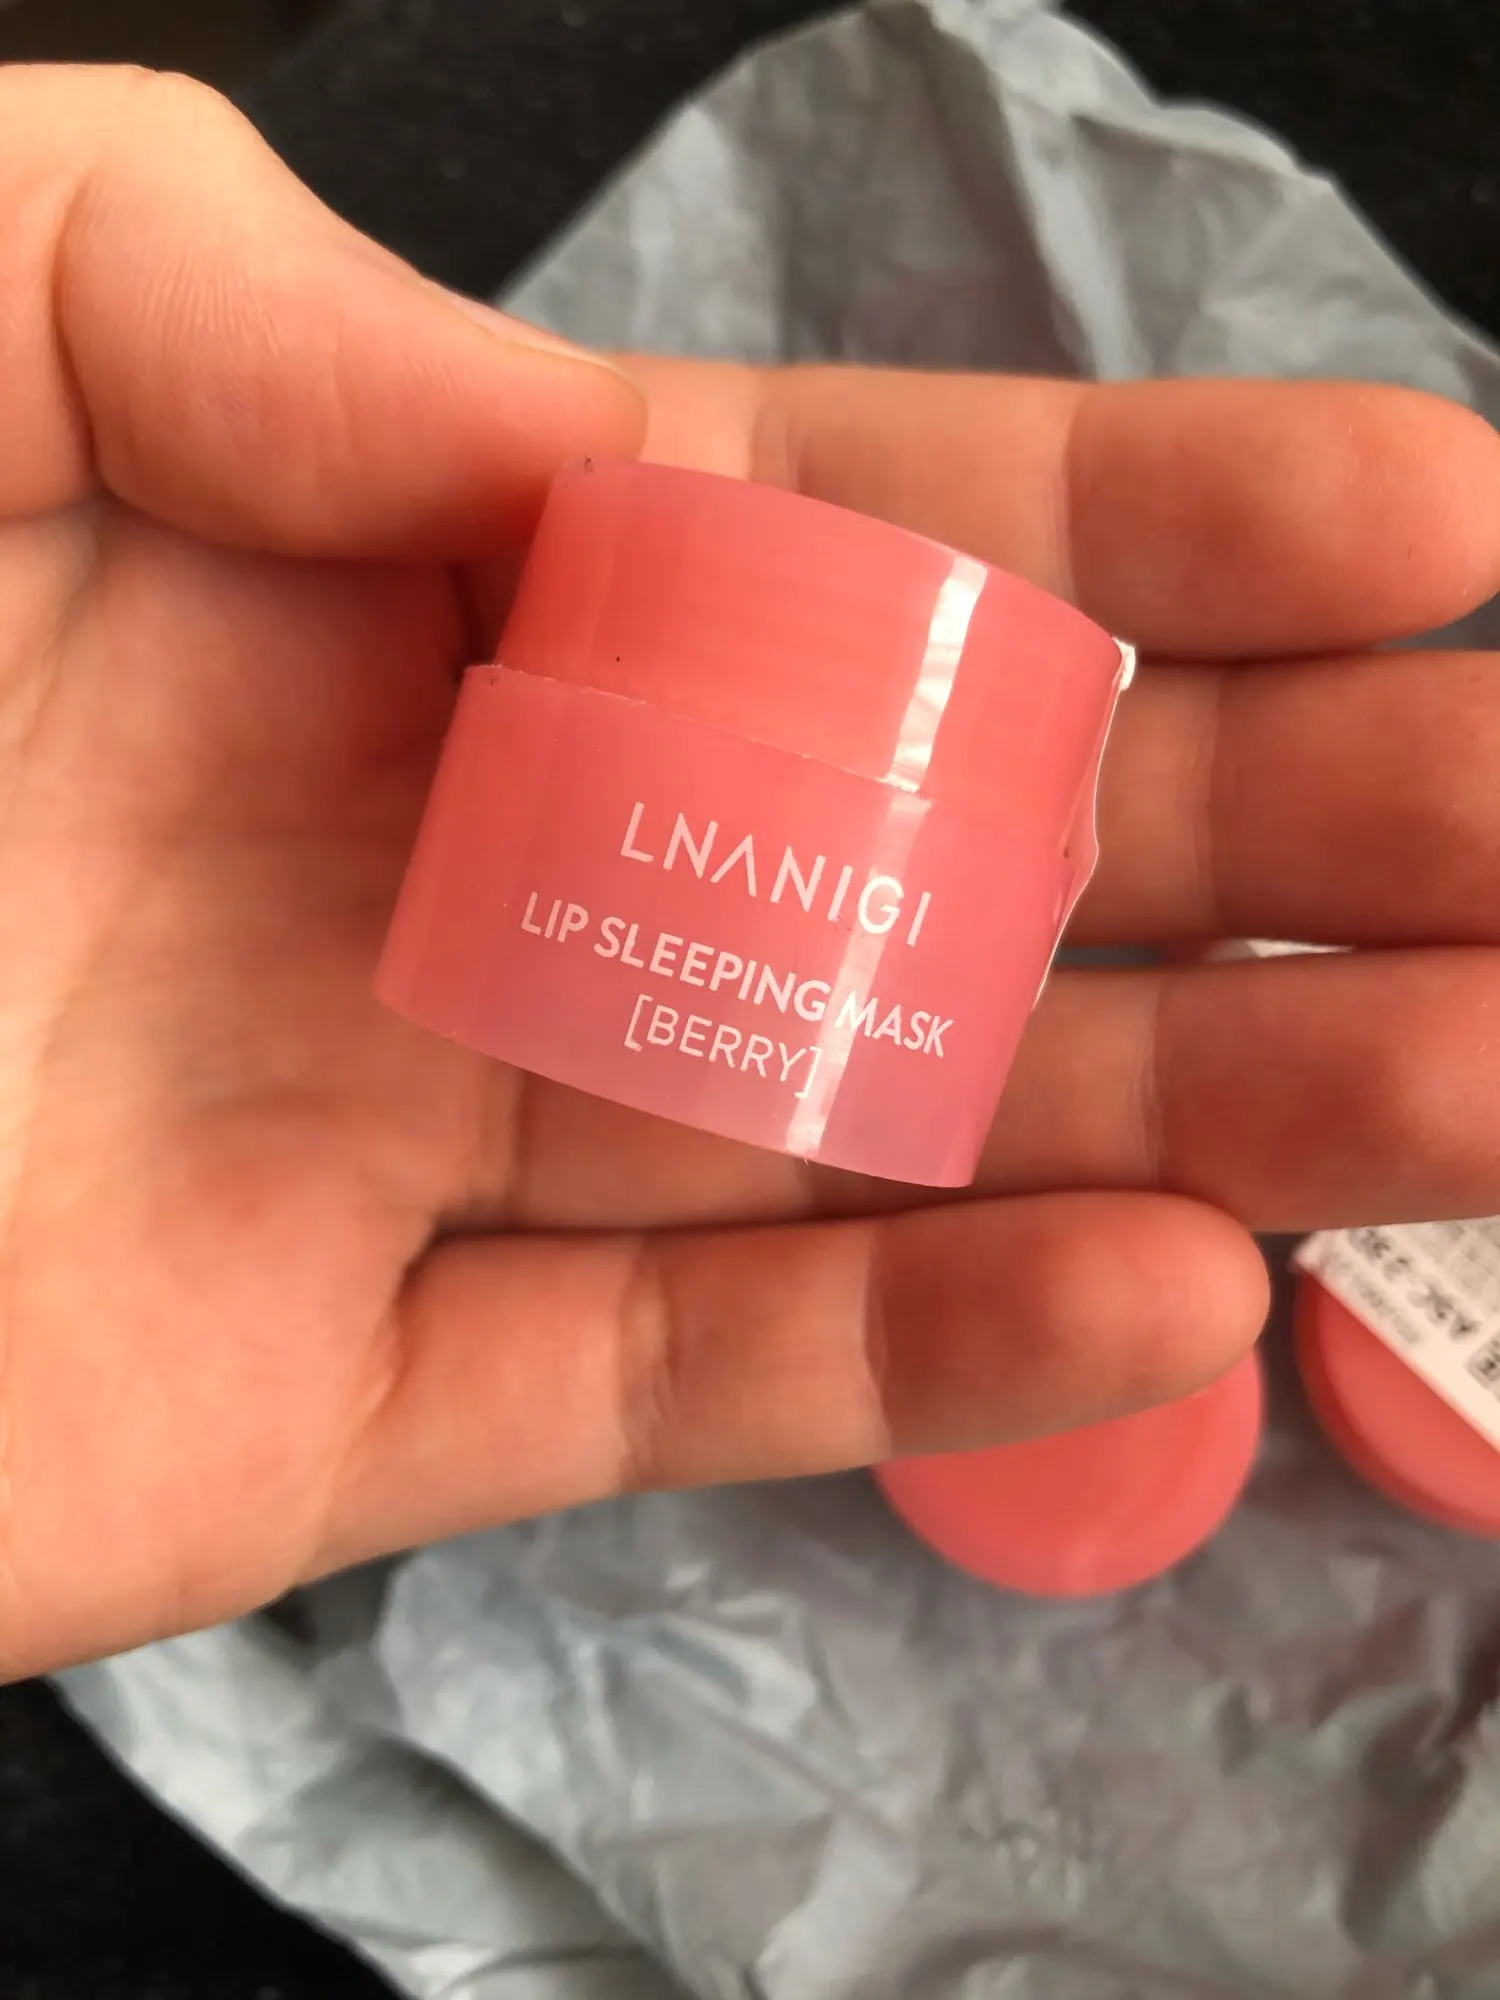 LNANIGI
LIP SLEEPING MASK
[BERRY]